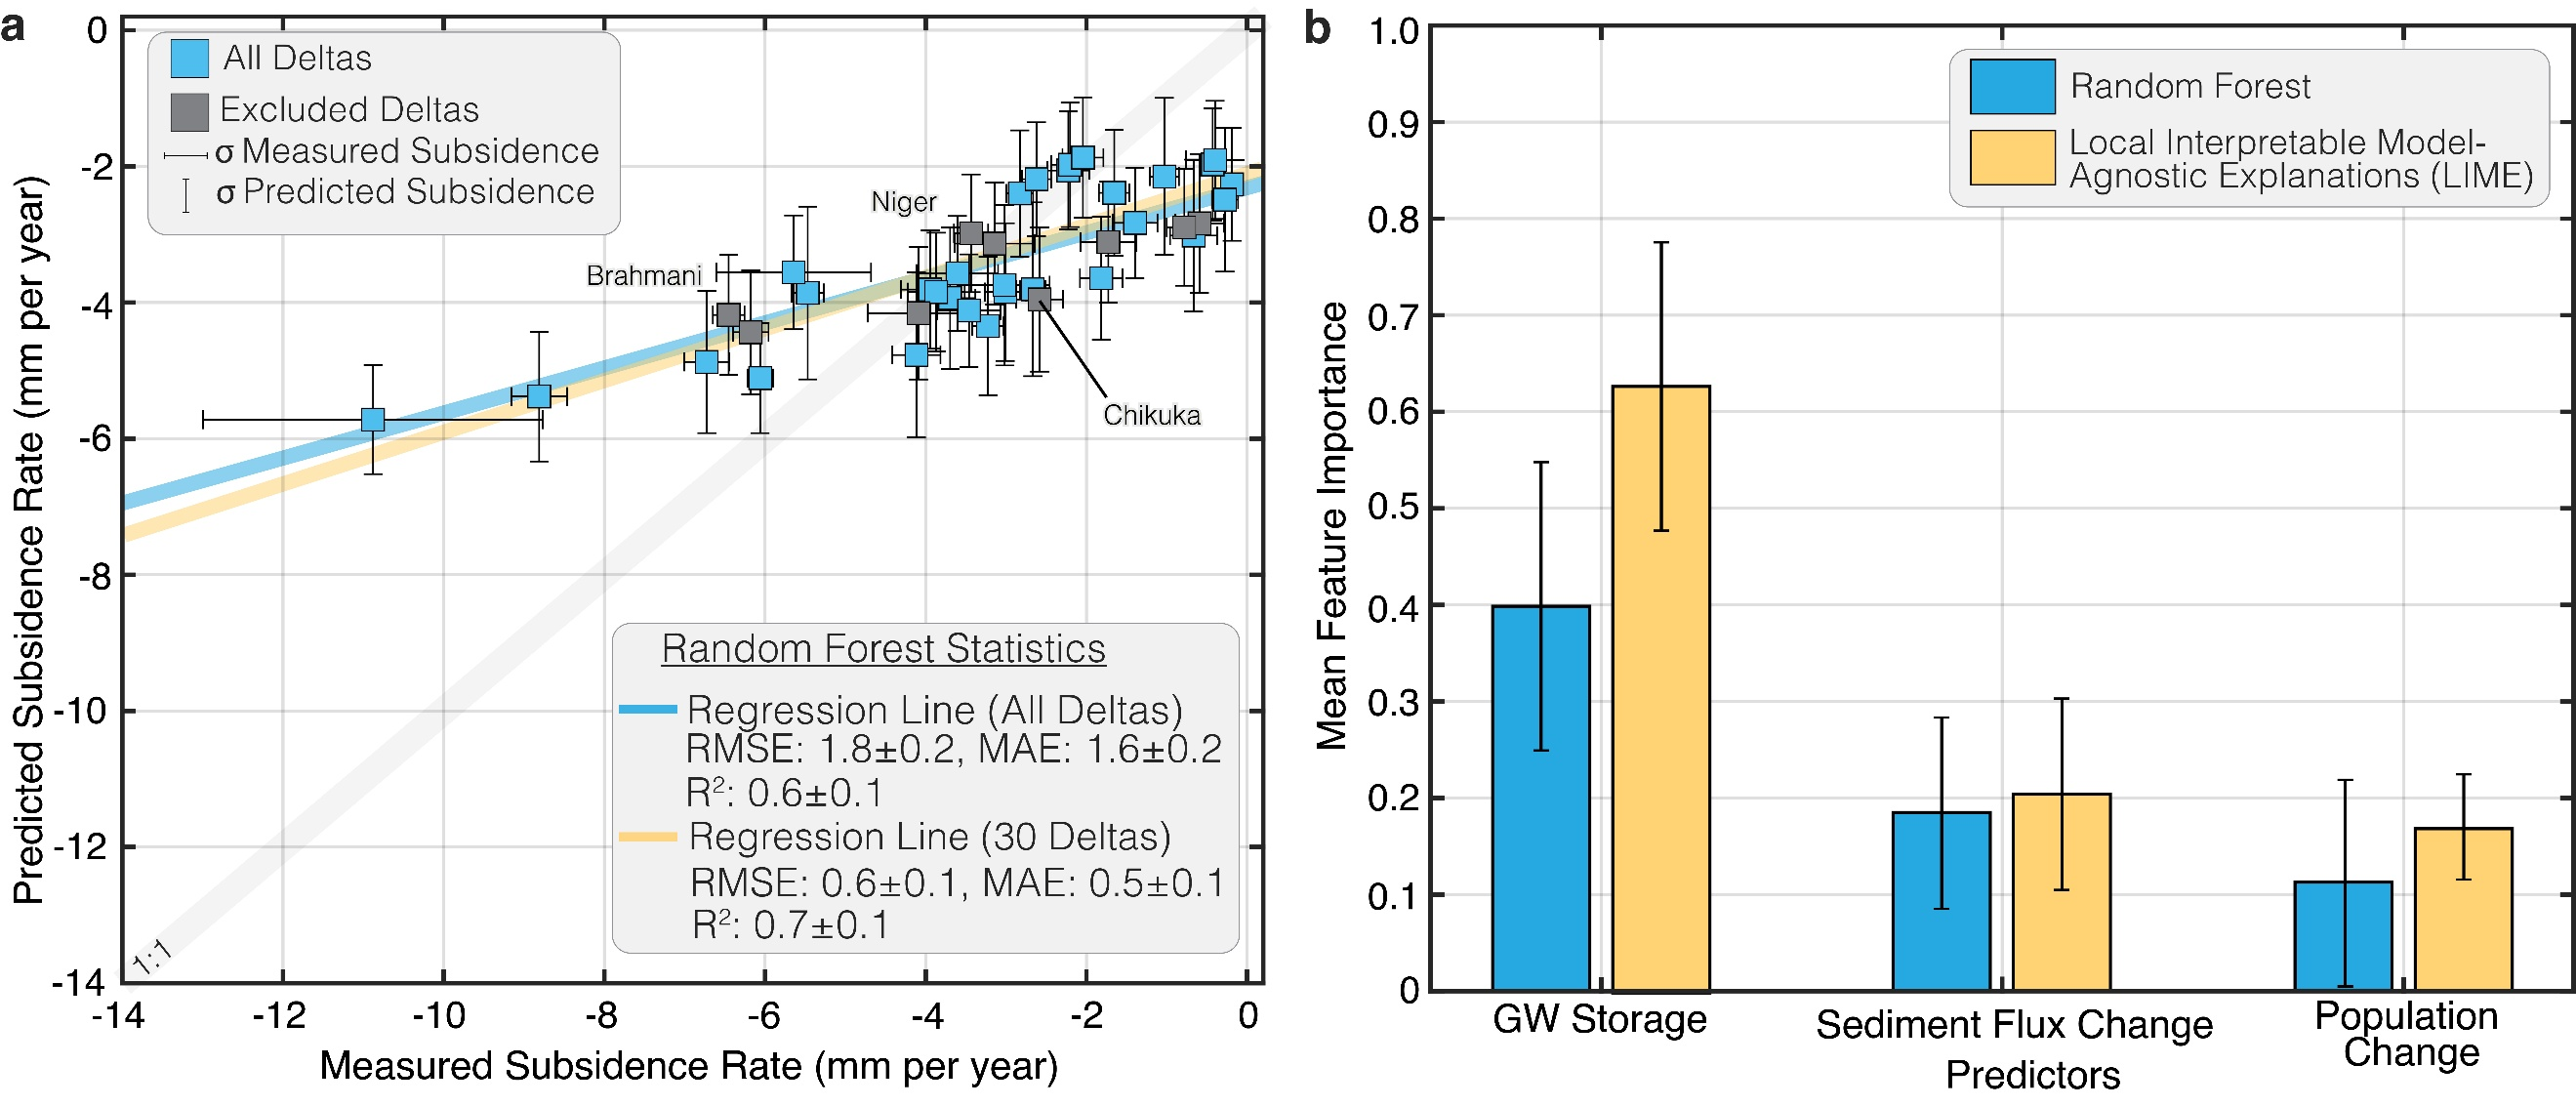 a
0
-2
-4
-6
-8
-10
-12
-14
Predicted Subsidence Rate (mm per year)
All Deltas
Excluded Deltas
σ Measured Subsidence
σ Predicted Subsidence
Niger
Brahmani
Chikuka
1:1
Random Forest Statistics
Regression Line (All Deltas)
RMSE: 1.8±0.2, MAE: 1.6±0.2
R²: 0.6±0.1
Regression Line (30 Deltas)
RMSE: 0.6±0.1, MAE: 0.5±0.1
R²: 0.7±0.1
-14 -12 -10 -8 -6 -4 -2 0
Measured Subsidence Rate (mm per year)
b
1.0
0.9
0.8
0.7
0.6
0.5
0.4
0.3
0.2
0.1
0
Mean Feature Importance
Random Forest
Local Interpretable Model-
Agnostic Explanations (LIME)
GW Storage
Sediment Flux Change
Population
Change
Predictors